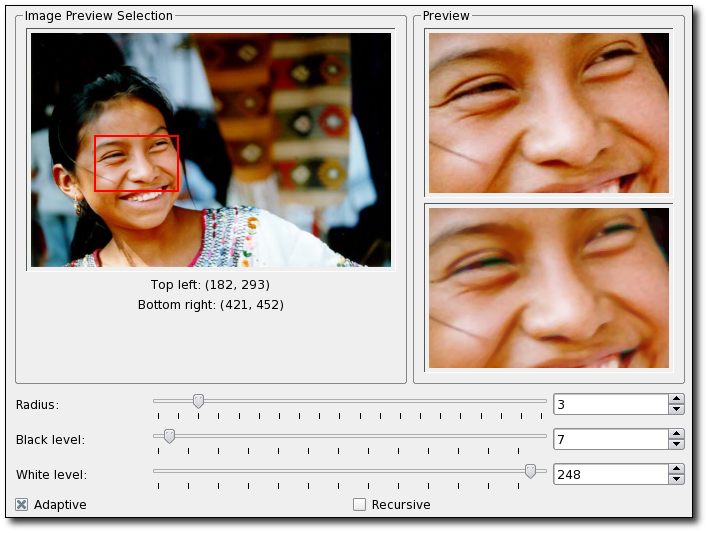 Image Preview Selection
Preview
Top left: (182, 293)
Bottom right: (421, 452)
Radius:
3
Black level:
7
White level:
248
Adaptive
Recursive